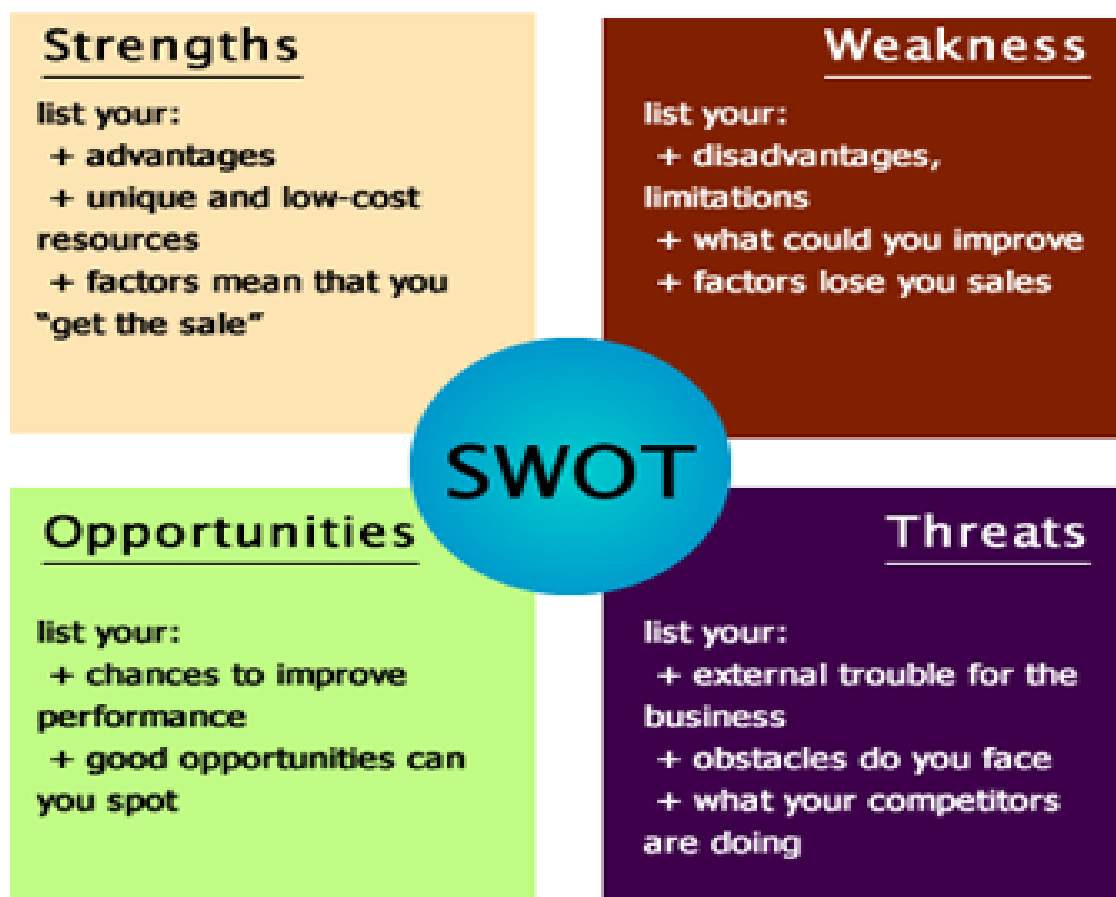 Strengths
list your:
+ advantages
+ unique and low-cost
resources
+ factors mean that you
“get the sale”
Weakness
list your:
+ disadvantages,
limitations
+ what could you improve
+ factors lose you sales
SWOT
Opportunities
list your:
+ chances to improve
performance
+ good opportunities can
you spot
Threats
list your:
+ external trouble for the
business
+ obstacles do you face
+ what your competitors
are doing